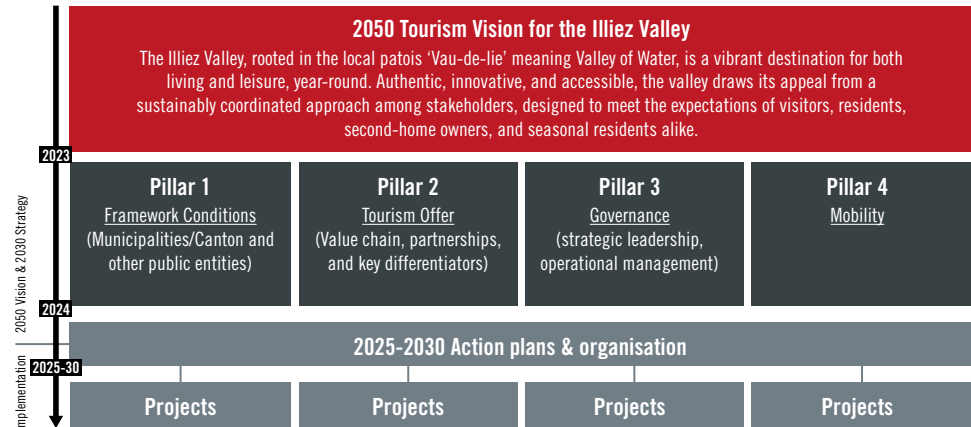 2050 Tourism Vision for the Illiez Valley
The Illiez Valley, rooted in the local patois ‘Vau-de-lie’ meaning Valley of Water, is a vibrant destination for both
living and leisure, year-round. Authentic, innovative, and accessible, the valley draws its appeal from a
sustainably coordinated approach among stakeholders, designed to meet the expectations of visitors, residents,
second-home owners, and seasonal residents alike.
2023
2050 Vision & 2030 Strategy
Pillar 1
Framework Conditions
(Municipalities/Canton and
other public entities)
Pillar 2
Tourism Offer
(Value chain, partnerships,
and key differentiators)
Pillar 3
Governance
(strategic leadership,
operational management)
Pillar 4
Mobility
2024
2025-2030 Action plans & organisation
2025-30
Implementation
Projects
Projects
Projects
Projects